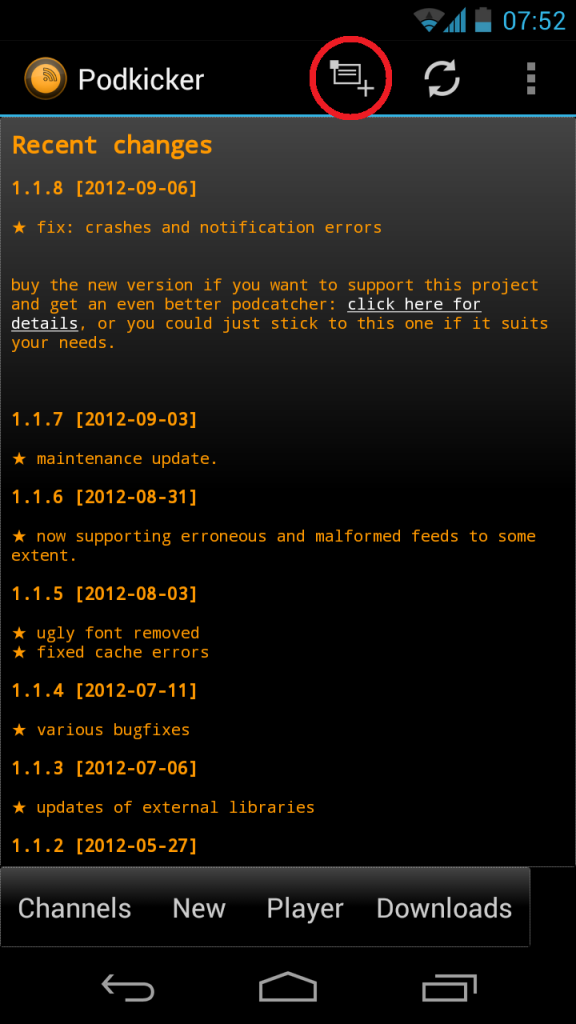 07:52
Podkicker
Recent changes
1.1.8 [2012-09-06]
★ fix: crashes and notification errors
buy the new version if you want to support this project
and get an even better podcatcher: click here for
details, or you could just stick to this one if it suits
your needs.
1.1.7 [2012-09-03]
★ maintenance update.
1.1.6 [2012-08-31]
★ now supporting erroneous and malformed feeds to some
extent.
1.1.5 [2012-08-03]
★ ugly font removed
★ fixed cache errors
1.1.4 [2012-07-11]
★ various bugfixes
1.1.3 [2012-07-06]
★ updates of external libraries
1.1.2 [2012-05-27]
Channels New Player Downloads